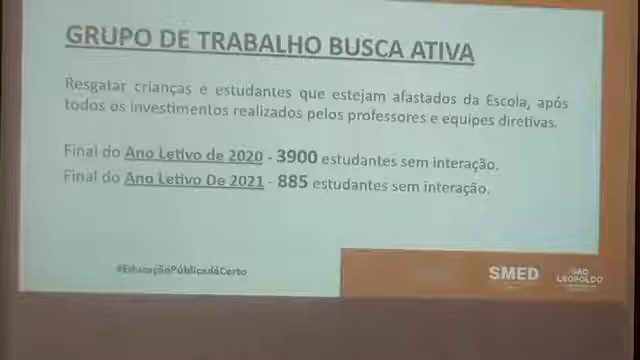 GRUPO DE TRABALHO BUSCA ATIVA
Resgatar crianças e estudantes que estejam afastados da Escola, após
todos os investimentos realizados pelos professores e equipes diretivas.
Final do Ano Letivo de 2020 - 3900 estudantes sem interação.
Final do Ano Letivo De 2021 - 885 estudantes sem interação.
#EducaçãoPúblicadáCerto
SMED
SÃO
LEOPOLDO